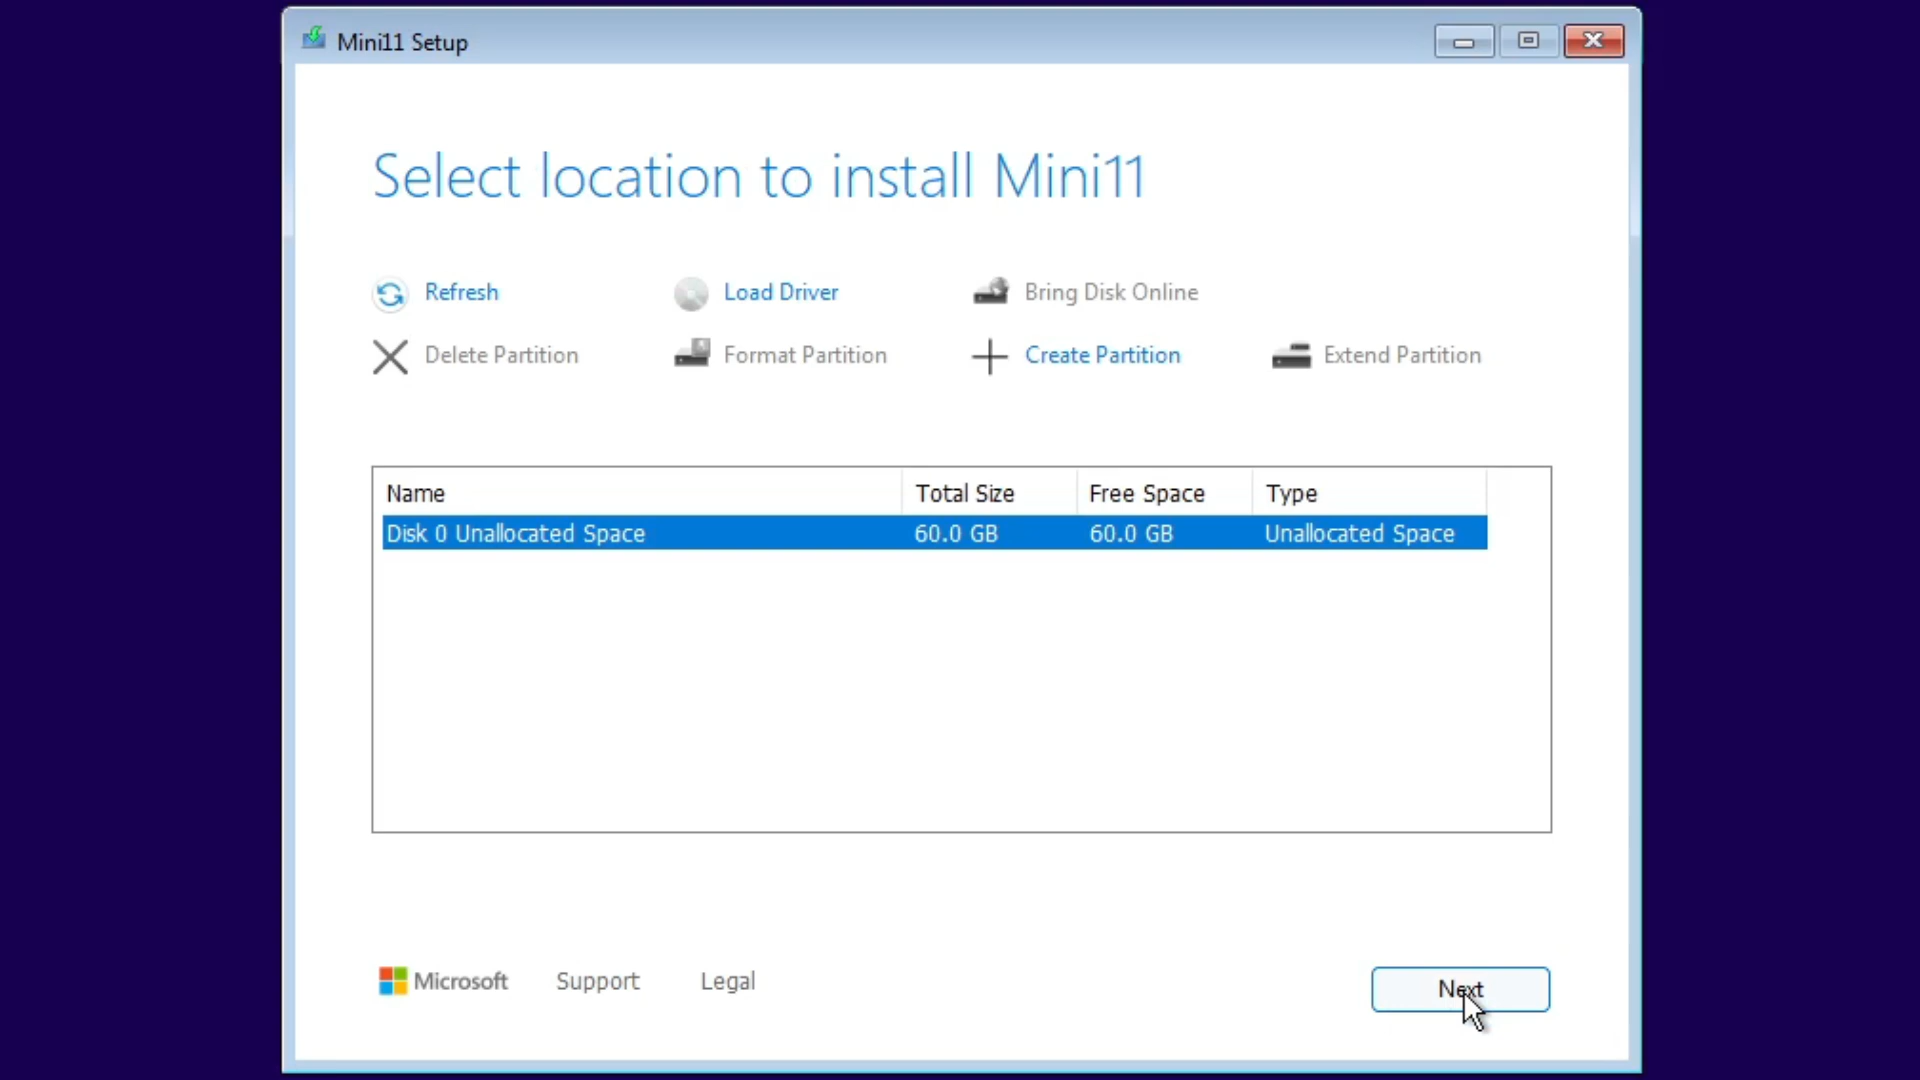 Mini11 Setup
Select location to install Mini11
Refresh Load Driver Bring Disk Online
Delete Partition Format Partition Create Partition Extend Partition
Name Total Size Free Space Type
Disk 0 Unallocated Space 60.0 GB 60.0 GB Unallocated Space
Microsoft Support Legal
Next